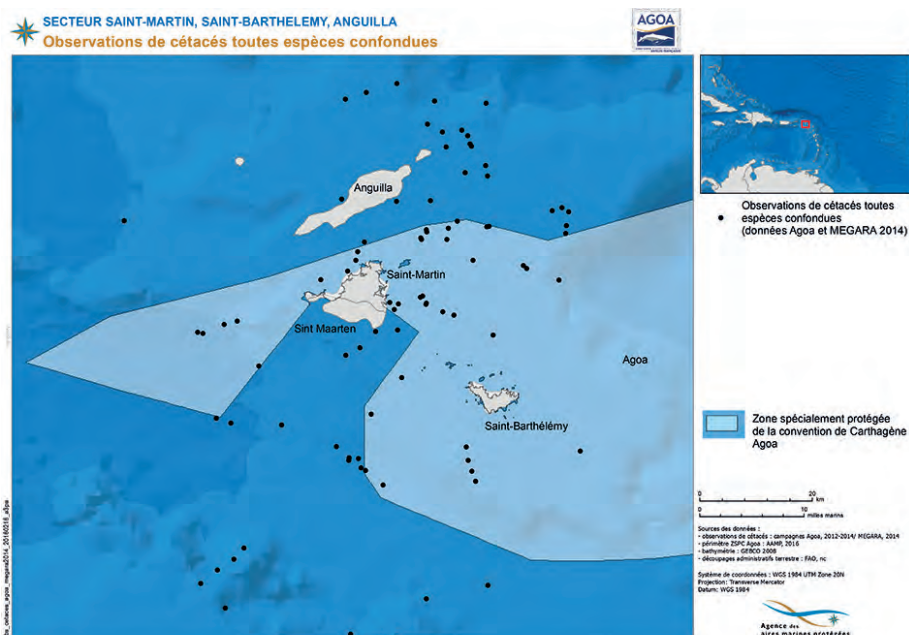 SECTEUR SAINT-MARTIN, SAINT-BARTHELEMY, ANGUILLA
Observations de cétacés toutes espèces confondues
AGOA
Anguilla
Saint-Martin
Sint Maarten
Agoa
Saint-Barthélémy
Observations de cétacés toutes
espèces confondues
(données Agoa et MEGARA 2014)
Zone spécialement protégée
de la convention de Carthagène
Agoa
0 20
km
0 10
milles marins
Sources des données :
- observations de cétacés : campagnes Agoa, 2012-2014/ MEGARA, 2014
- périmètre ZSPC Agoa : AAMP, 2016
- bathymétrie : GEBCO 2008
- découpages administratifs terrestre : FAO, nc
Système de coordonnées : WGS 1984 UTM Zone 20N
Projection: Transverse Mercator
Datum: WGS 1984
Agence des
aires marines protégées